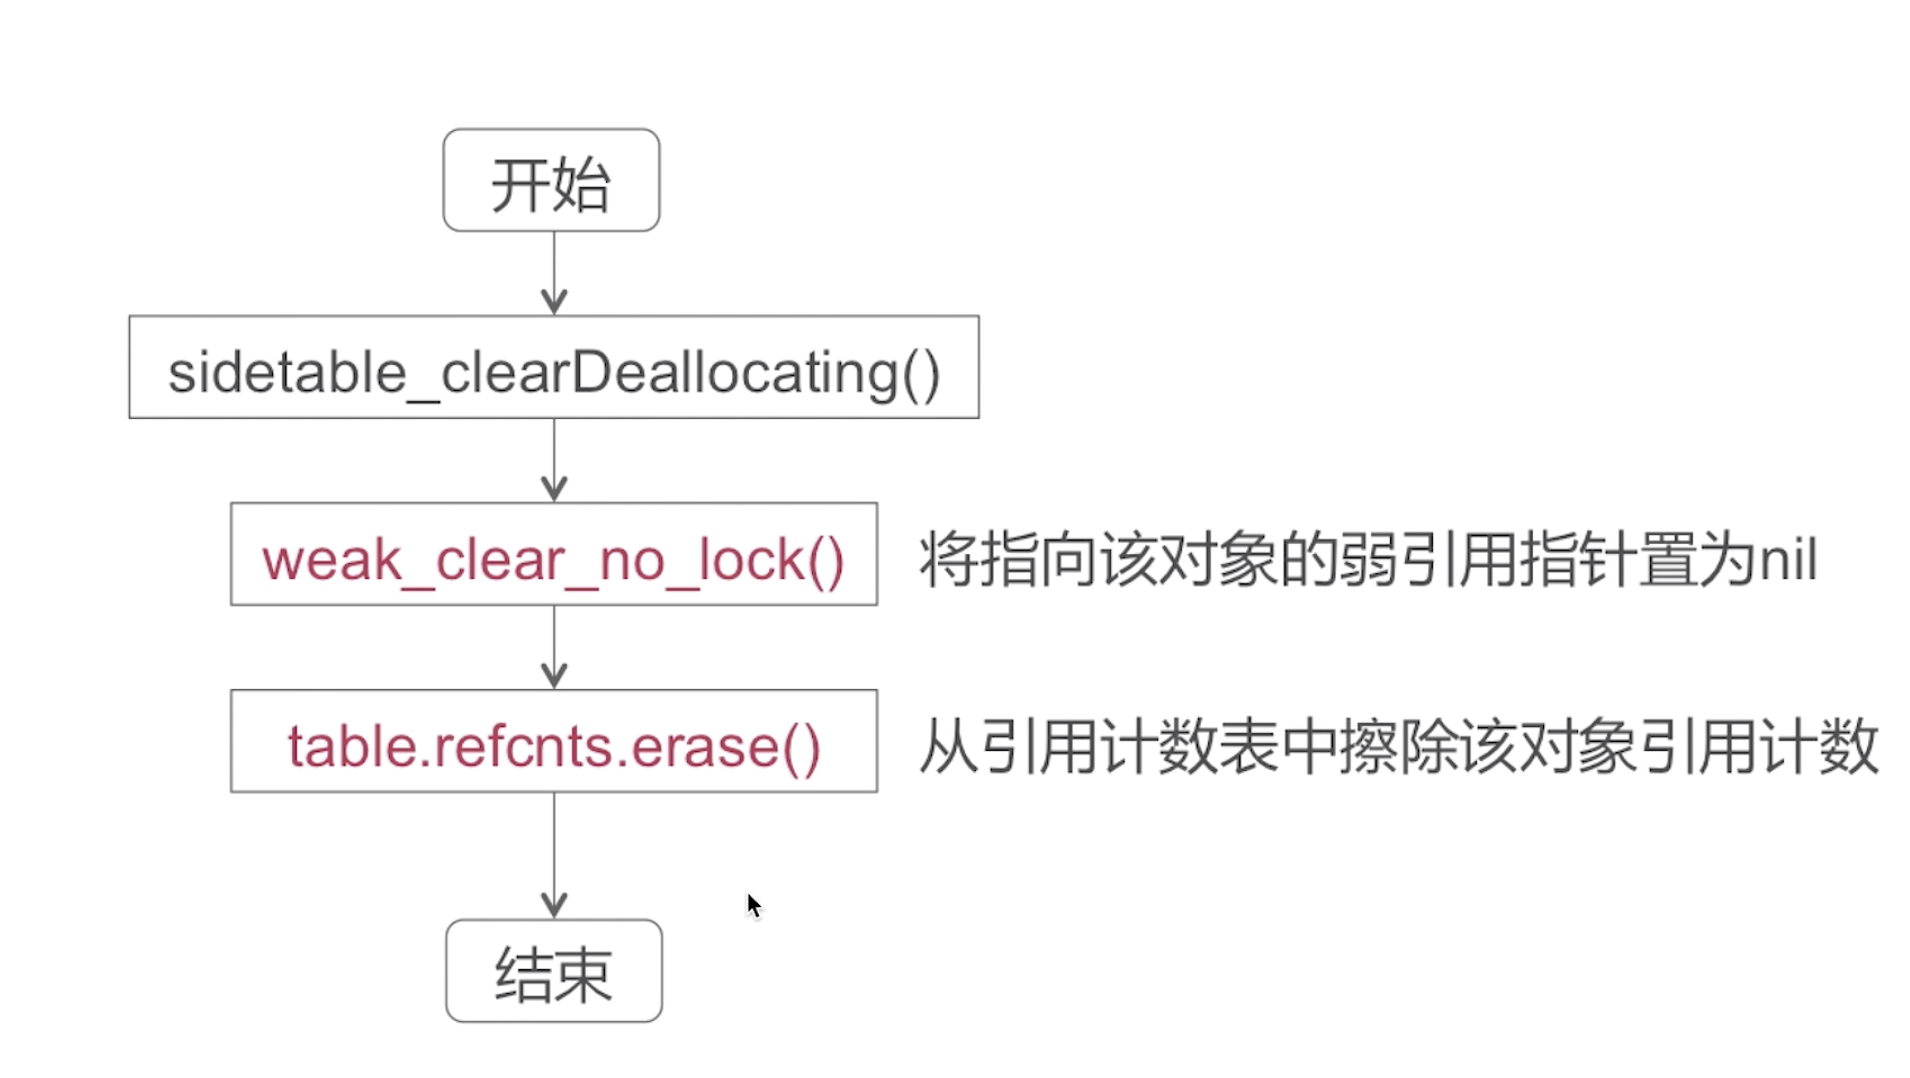 开始
sidetable_clearDeallocating()
weak_clear_no_lock()
将指向该对象的弱引用指针置为nil
table.refcnts.erase()
从引用计数表中擦除该对象引用计数
结束